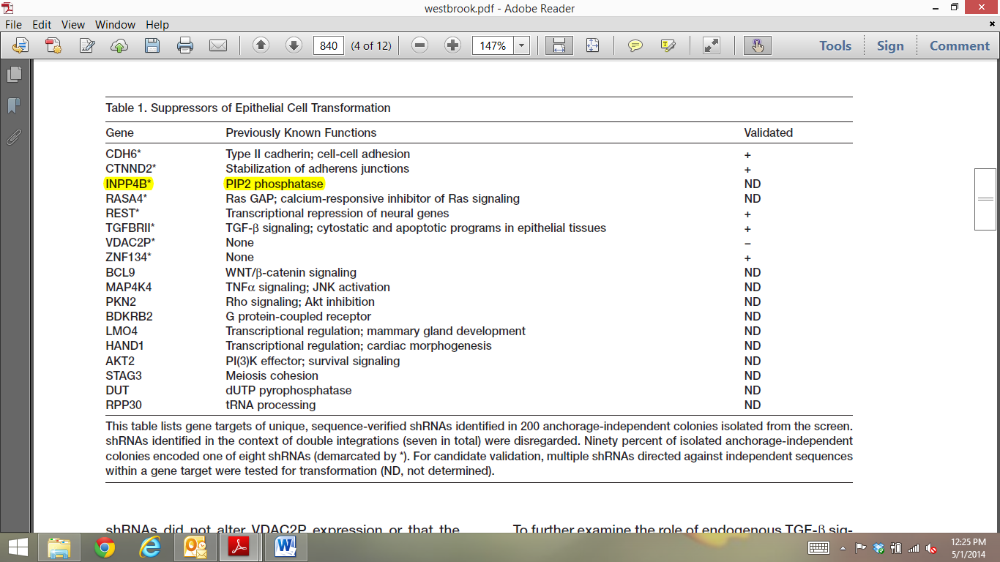 westbrook.pdf - Adobe Reader
File Edit View Window Help
840 (4 of 12) 147% Tools Sign Comment
Table 1. Suppressors of Epithelial Cell Transformation
Gene Previously Known Functions Validated
CDH6* Type II cadherin; cell-cell adhesion +
CTNND2* Stabilization of adherens junctions +
INPP4B* PIP2 phosphatase ND
RASA4* Ras GAP; calcium-responsive inhibitor of Ras signaling ND
REST* Transcriptional repression of neural genes +
TGFBRII* TGF-β signaling; cytostatic and apoptotic programs in epithelial tissues +
VDAC2P* None –
ZNF134* None +
BCL9 WNT/β-catenin signaling ND
MAP4K4 TNFα signaling; JNK activation ND
PKN2 Rho signaling; Akt inhibition ND
BDKRB2 G protein-coupled receptor ND
LMO4 Transcriptional regulation; mammary gland development ND
HAND1 Transcriptional regulation; cardiac morphogenesis ND
AKT2 PI(3)K effector; survival signaling ND
STAG3 Meiosis cohesion ND
DUT dUTP pyrophosphatase ND
RPP30 tRNA processing ND
This table lists gene targets of unique, sequence-verified shRNAs identified in 200 anchorage-independent colonies isolated from the screen.
shRNAs identified in the context of double integrations (seven in total) were disregarded. Ninety percent of isolated anchorage-independent
colonies encoded one of eight shRNAs (demarcated by *). For candidate validation, multiple shRNAs directed against independent sequences
within a gene target were tested for transformation (ND, not determined).
shRNAs did not alter VDAC2P expression or that the To further examine the role of endogenous TGF-β sig-
12:25 PM
5/1/2014